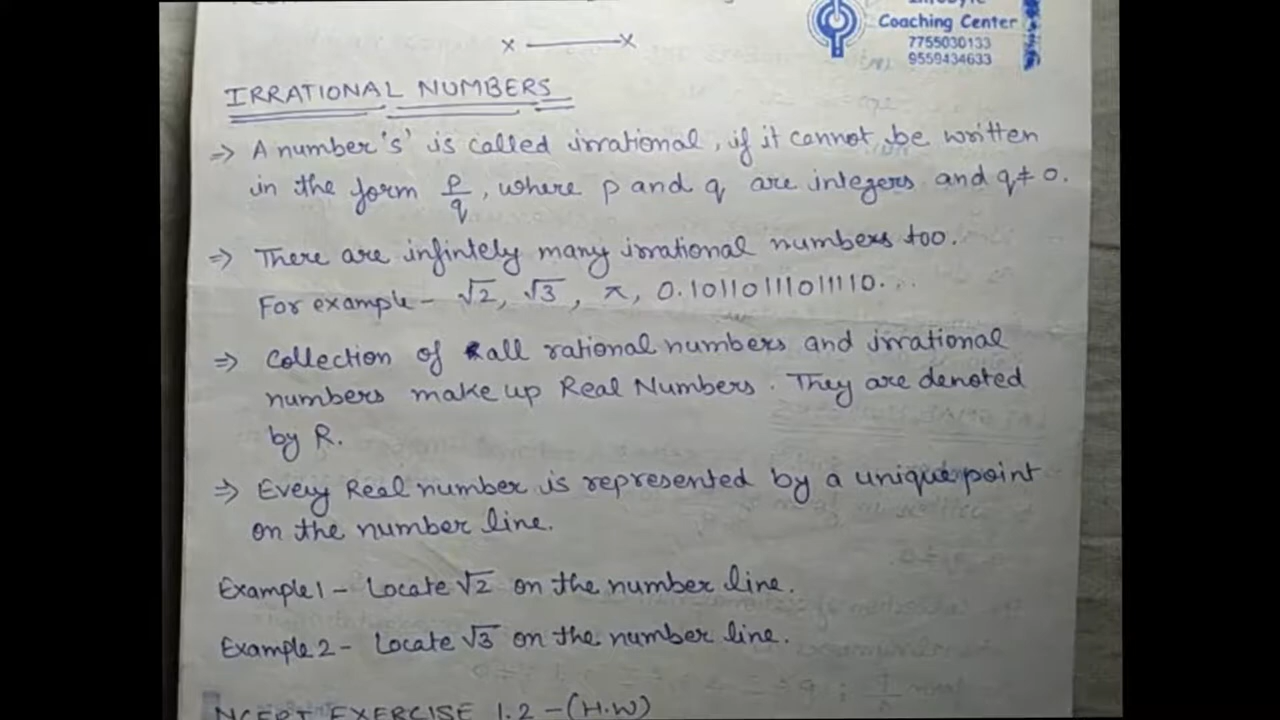 Coaching Center
7755030133
9559434633
x ——— x
IRRATIONAL NUMBERS
⇒ A number 's' is called irrational, if it cannot be written
in the form p/q, where p and q are integers and q ≠ 0.
⇒ There are infintely many irrational numbers too.
For example - √2, √3, π, 0.10110111011110...
⇒ Collection of all rational numbers and irrational
numbers make up Real Numbers. They are denoted
by R.
⇒ Every Real number is represented by a unique point
on the number line.
Example 1 - Locate √2 on the number line.
Example 2 - Locate √3 on the number line.
NCERT EXERCISE 1.2 - (H.W)